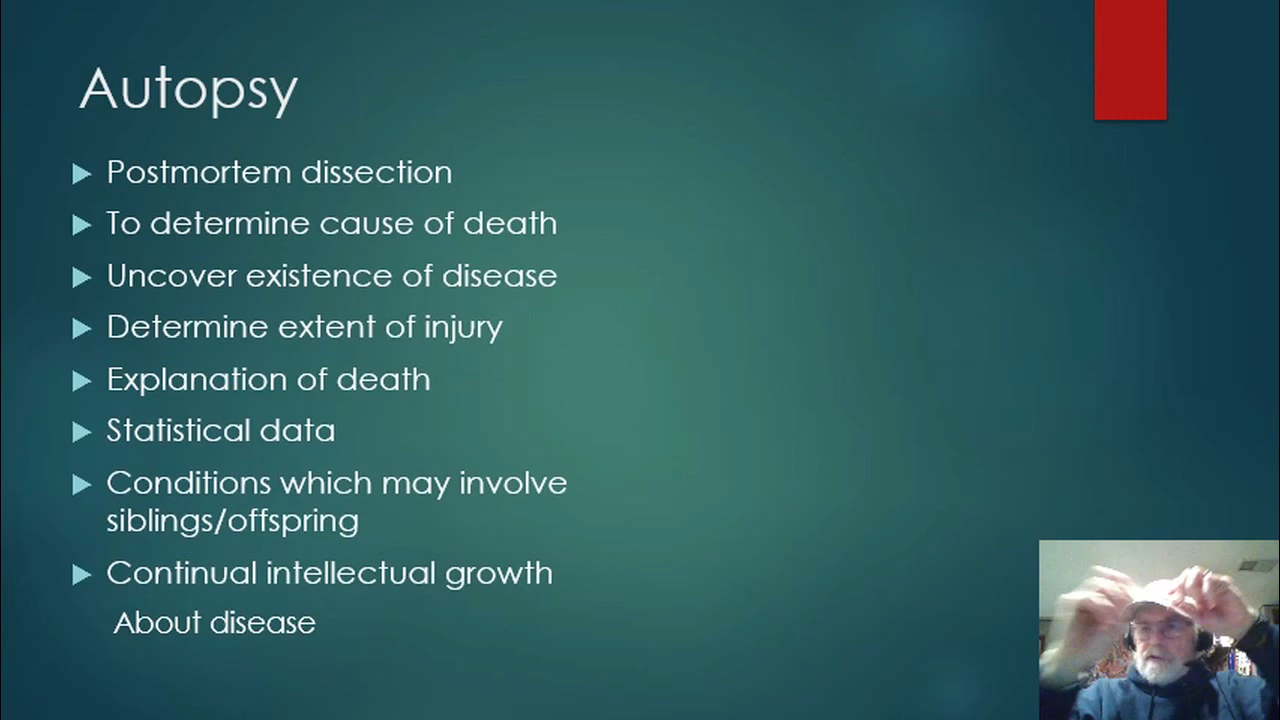 Autopsy
Postmortem dissection
To determine cause of death
Uncover existence of disease
Determine extent of injury
Explanation of death
Statistical data
Conditions which may involve
siblings/offspring
Continual intellectual growth
About disease